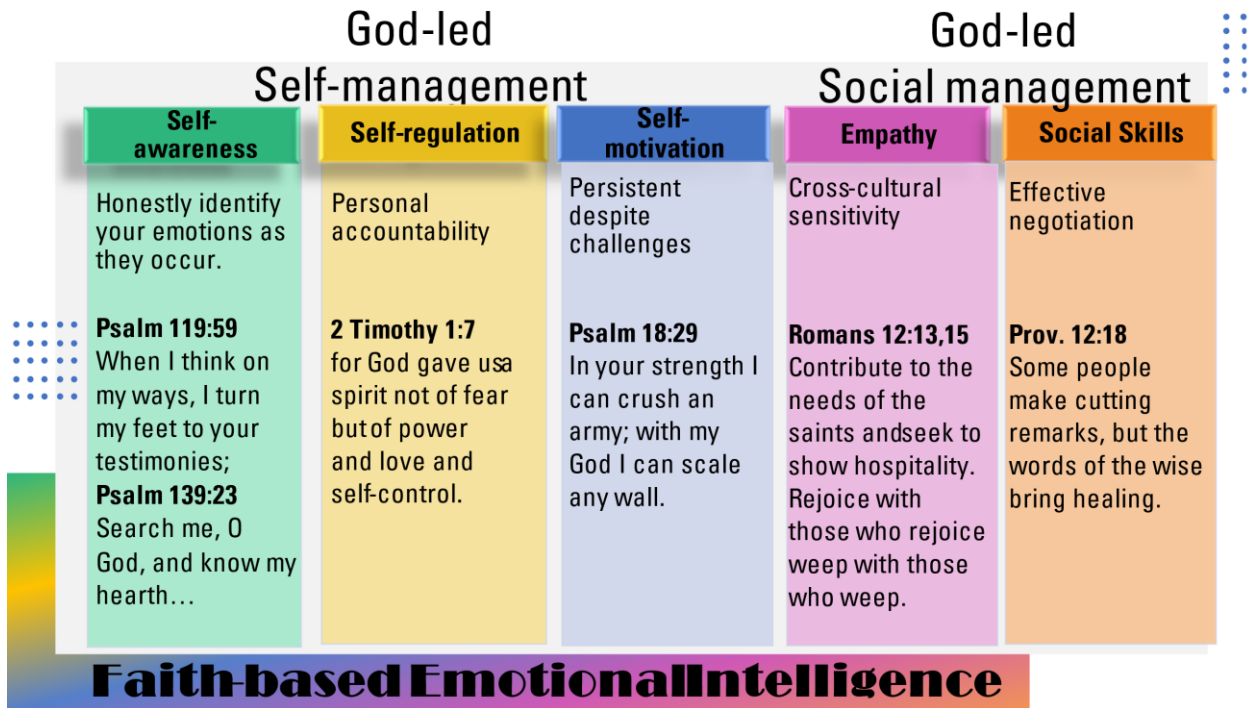 God-led
Self-management
God-led
Social management
Self-
awareness
Honestly identify
your emotions as
they occur.
Psalm 119:59
When I think on
my ways, I turn
my feet to your
testimonies;
Psalm 139:23
Search me, O
God, and know my
hearth...
Self-regulation
Personal
accountability
2 Timothy 1:7
for God gave usa
spirit not of fear
but of power
and love and
self-control.
Self-
motivation
Persistent
despite
challenges
Psalm 18:29
In your strength I
can crush an
army; with my
God I can scale
any wall.
Empathy
Cross-cultural
sensitivity
Romans 12:13,15
Contribute to the
needs of the
saints andseek to
show hospitality.
Rejoice with
those who rejoice
weep with those
who weep.
Social Skills
Effective
negotiation
Prov. 12:18
Some people
make cutting
remarks, but the
words of the wise
bring healing.
Faith-based Emotional Intelligence